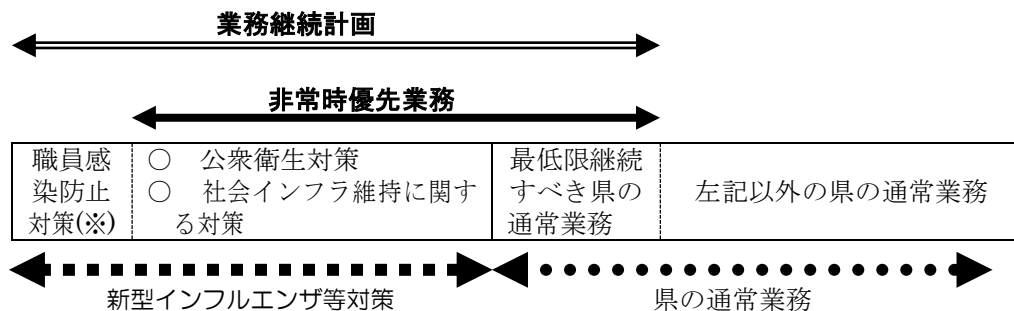 業務継続計画
非常時優先業務
職員感
染防止
対策(※)
○ 公衆衛生対策
○ 社会インフラ維持に関す
る対策
最低限継続
すべき県の
通常業務
左記以外の県の通常業務
新型インフルエンザ等対策
県の通常業務